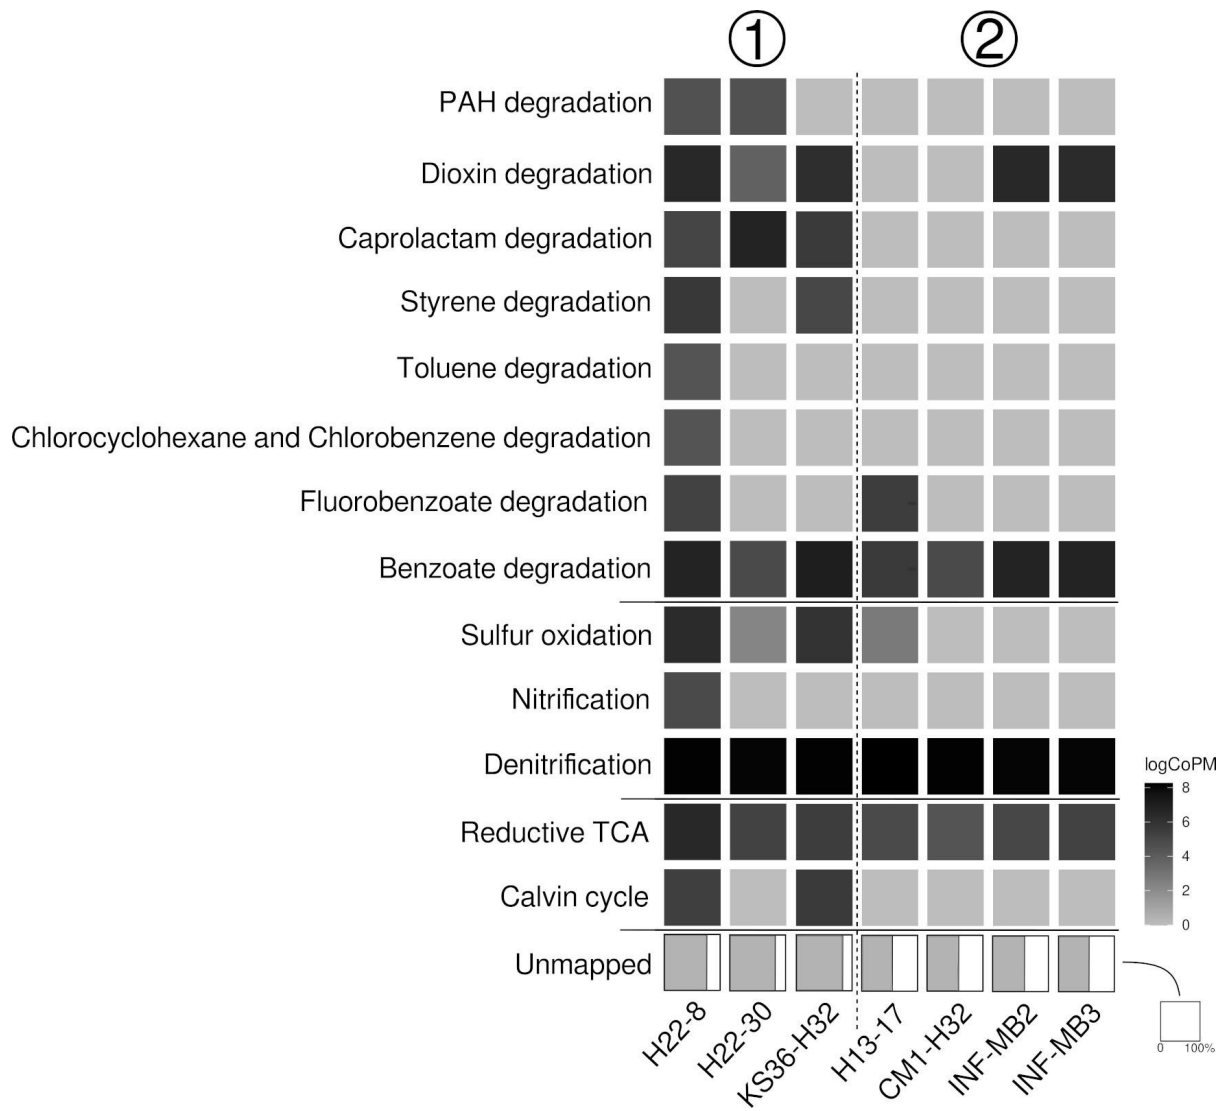 ① ②
PAH degradation
Dioxin degradation
Caprolactam degradation
Styrene degradation
Toluene degradation
Chlorocyclohexane and Chlorobenzene degradation
Fluorobenzoate degradation
Benzoate degradation
Sulfur oxidation
Nitrification
Denitrification
logCoPM
8
6
4
2
0
Reductive TCA
Calvin cycle
Unmapped
H22-8
H22-30
KS36-H32
H13-17
CM1-H32
INF-MB2
INF-MB3
0 100%